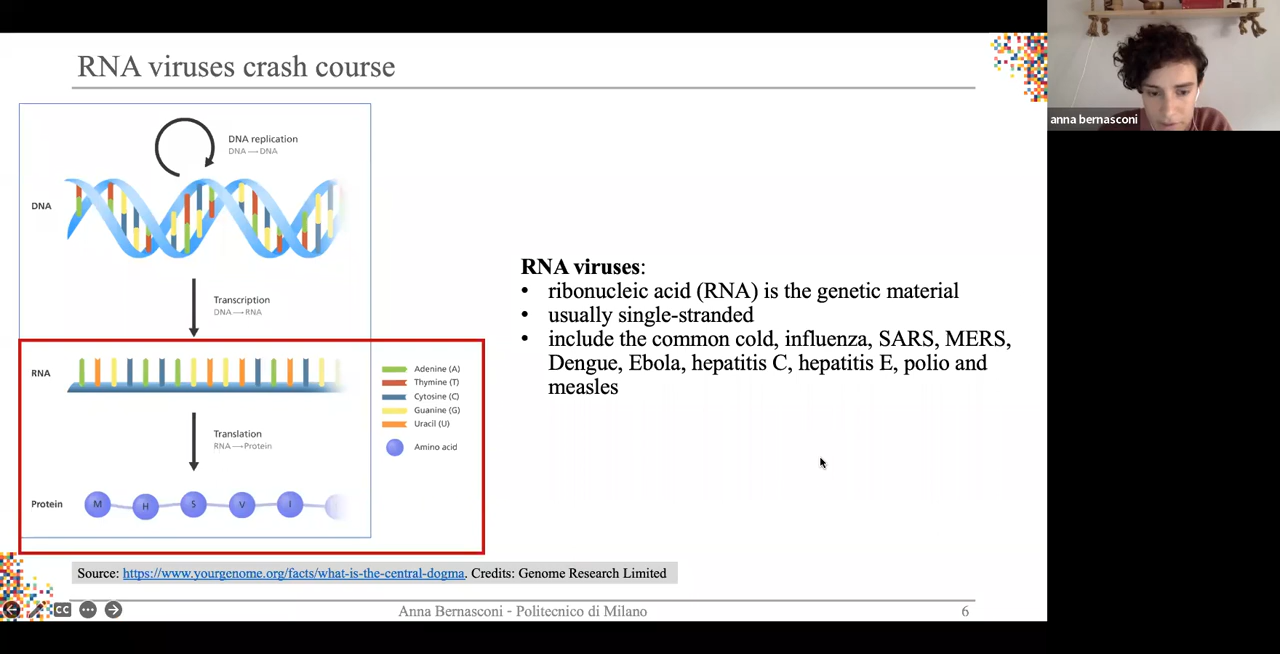 RNA viruses crash course
anna bernasconi
DNA replication
DNA → DNA
DNA
Transcription
DNA → RNA
RNA
Adenine (A)
Thymine (T)
Cytosine (C)
Guanine (G)
Uracil (U)
Translation
RNA → Protein
Amino acid
Protein
M H S V I
RNA viruses:
• ribonucleic acid (RNA) is the genetic material
• usually single-stranded
• include the common cold, influenza, SARS, MERS,
Dengue, Ebola, hepatitis C, hepatitis E, polio and
measles
Source: https://www.yourgenome.org/facts/what-is-the-central-dogma. Credits: Genome Research Limited
CC
Anna Bernasconi - Politecnico di Milano
6